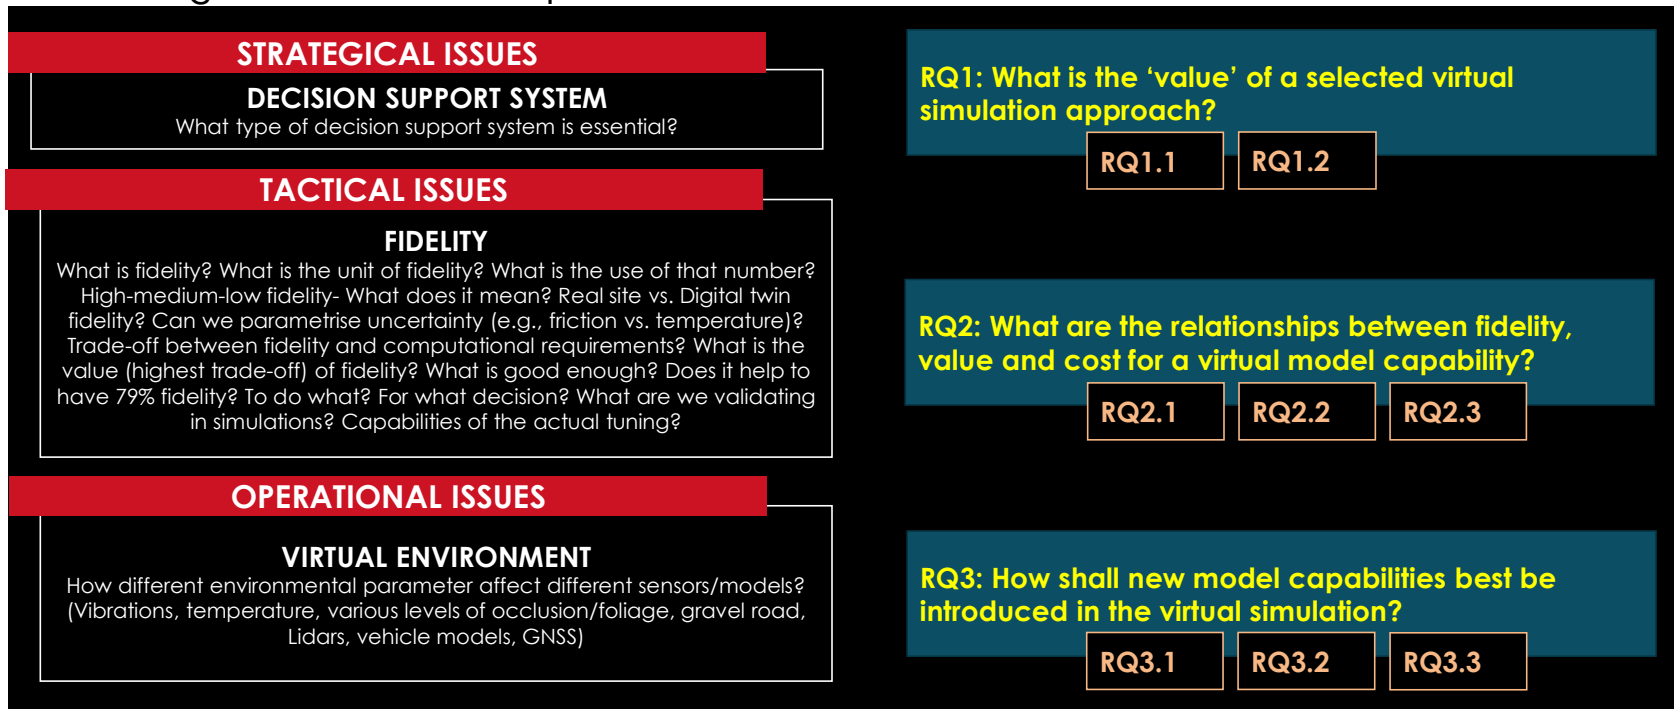 STRATEGICAL ISSUES
DECISION SUPPORT SYSTEM
What type of decision support system is essential?
TACTICAL ISSUES
FIDELITY
What is fidelity? What is the unit of fidelity? What is the use of that number?
High-medium-low fidelity- What does it mean? Real site vs. Digital twin
fidelity? Can we parametrise uncertainty (e.g., friction vs. temperature)?
Trade-off between fidelity and computational requirements? What is the
value (highest trade-off) of fidelity? What is good enough? Does it help to
have 79% fidelity? To do what? For what decision? What are we validating
in simulations? Capabilities of the actual tuning?
OPERATIONAL ISSUES
VIRTUAL ENVIRONMENT
How different environmental parameter affect different sensors/models?
(Vibrations, temperature, various levels of occlusion/foliage, gravel road,
Lidars, vehicle models, GNSS)
RQ1: What is the ‘value’ of a selected virtual
simulation approach?
RQ1.1
RQ1.2
RQ2: What are the relationships between fidelity,
value and cost for a virtual model capability?
RQ2.1
RQ2.2
RQ2.3
RQ3: How shall new model capabilities best be
introduced in the virtual simulation?
RQ3.1
RQ3.2
RQ3.3